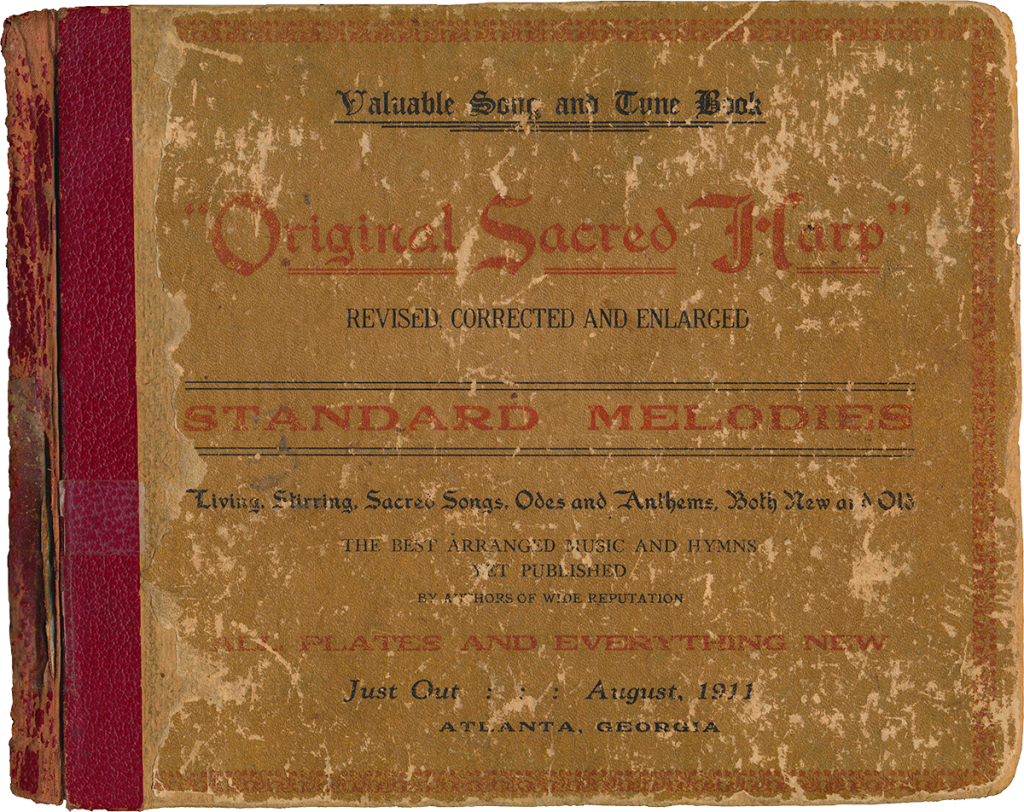 Valuable Song and Tune Book
"Original Sacred Harp"
REVISED, CORRECTED AND ENLARGED
STANDARD MELODIES
Living, Stirring, Sacred Songs, Odes and Anthems, Both New and Old
THE BEST ARRANGED MUSIC AND HYMNS
YET PUBLISHED
BY AUTHORS OF WIDE REPUTATION
ALL PLATES AND EVERYTHING NEW
Just Out : : : August, 1911
ATLANTA, GEORGIA